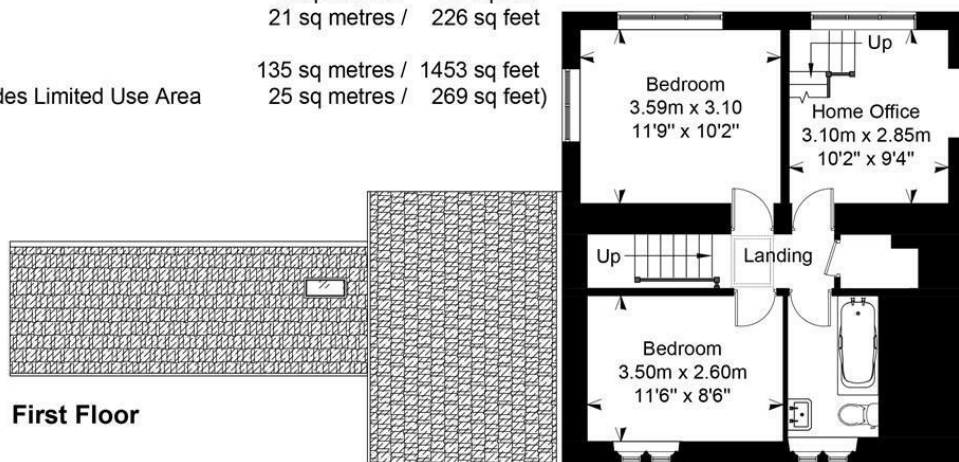 21 sq metres / 226 sq feet
135 sq metres / 1453 sq feet
des Limited Use Area 25 sq metres / 269 sq feet)
Up
Bedroom
3.59m x 3.10
11'9" x 10'2"
Home Office
3.10m x 2.85m
10'2" x 9'4"
Up
Landing
Bedroom
3.50m x 2.60m
11'6" x 8'6"
First Floor